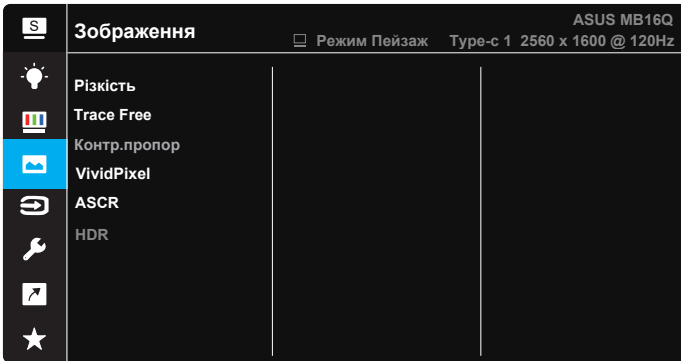 S
Зображення
ASUS MB16Q
Режим Пейзаж Type-c 1 2560 x 1600 @ 120Hz
Різкість
Trace Free
Контр.пропор
VividPixel
ASCR
HDR